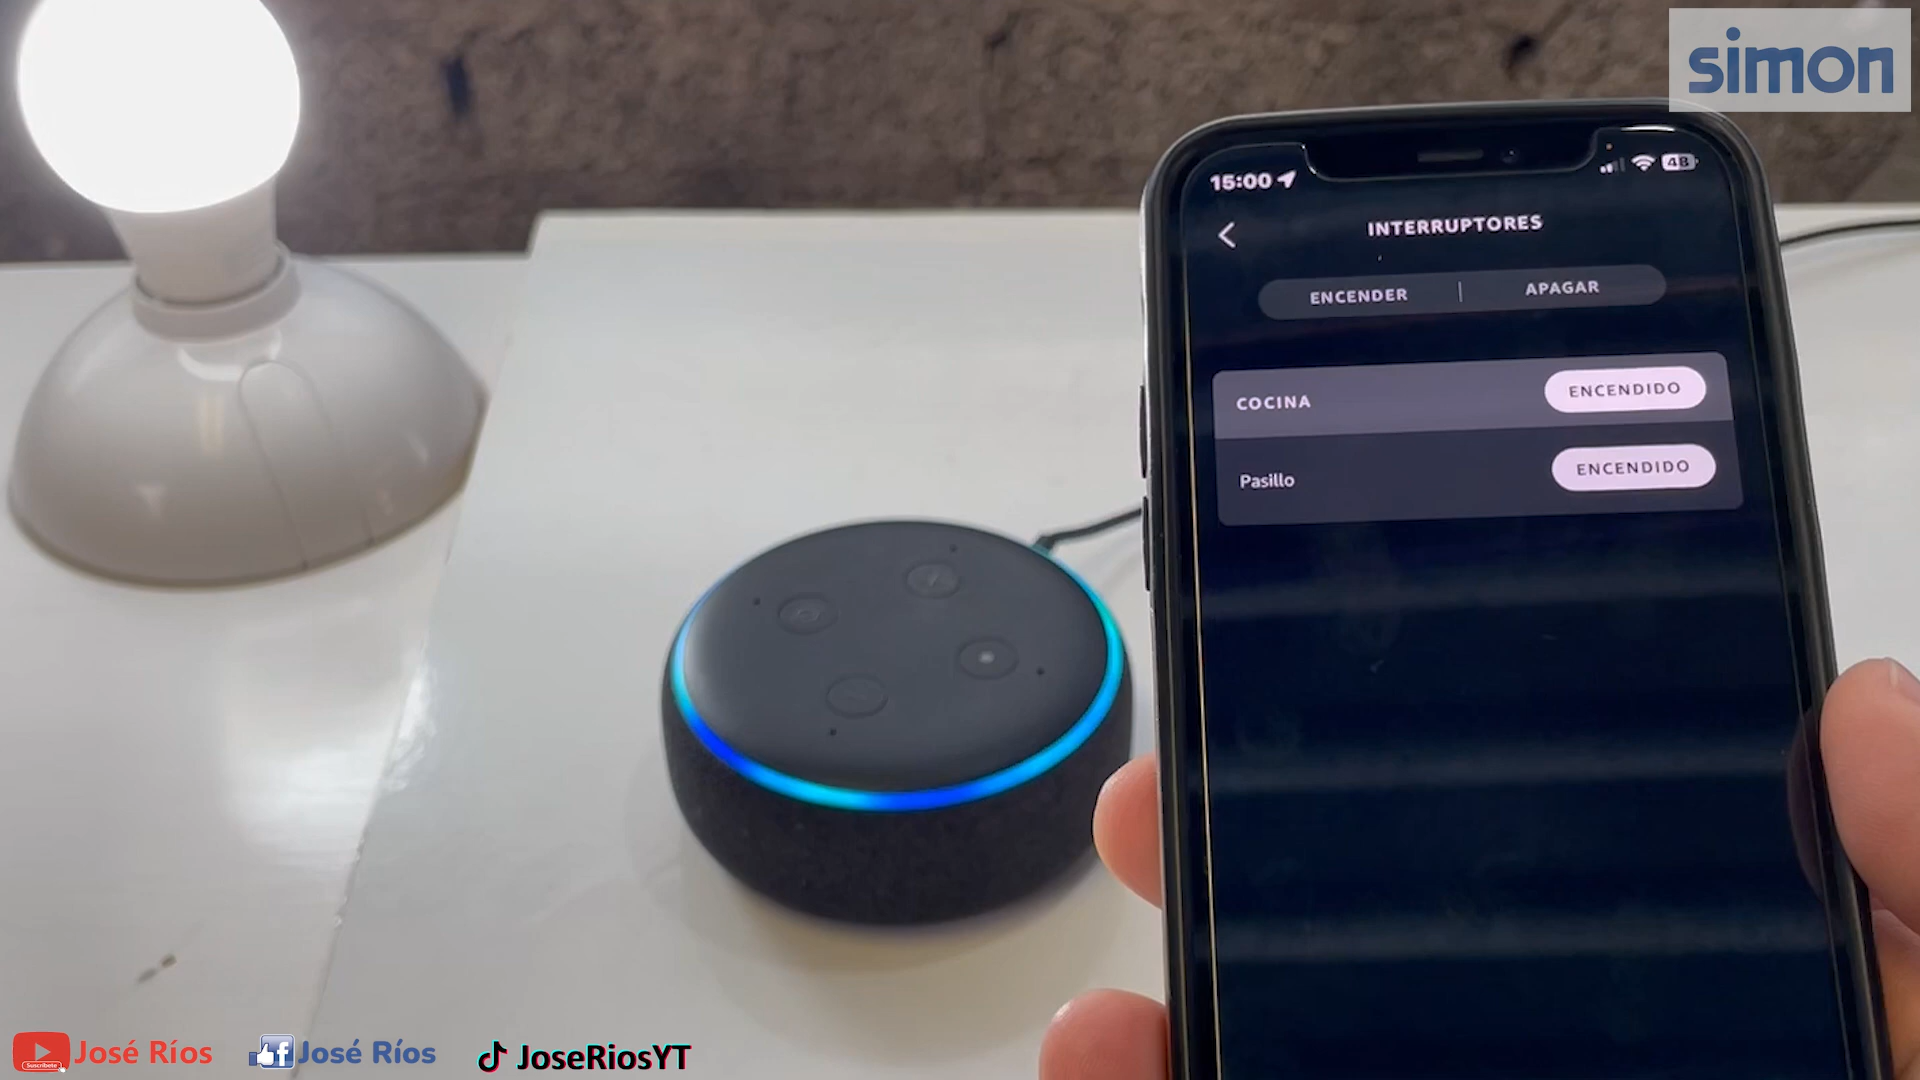 simon
15:00
48
INTERRUPTORES
ENCENDER | APAGAR
COCINA
ENCENDIDO
Pasillo
ENCENDIDO
José Ríos
José Ríos
JoseRiosYT